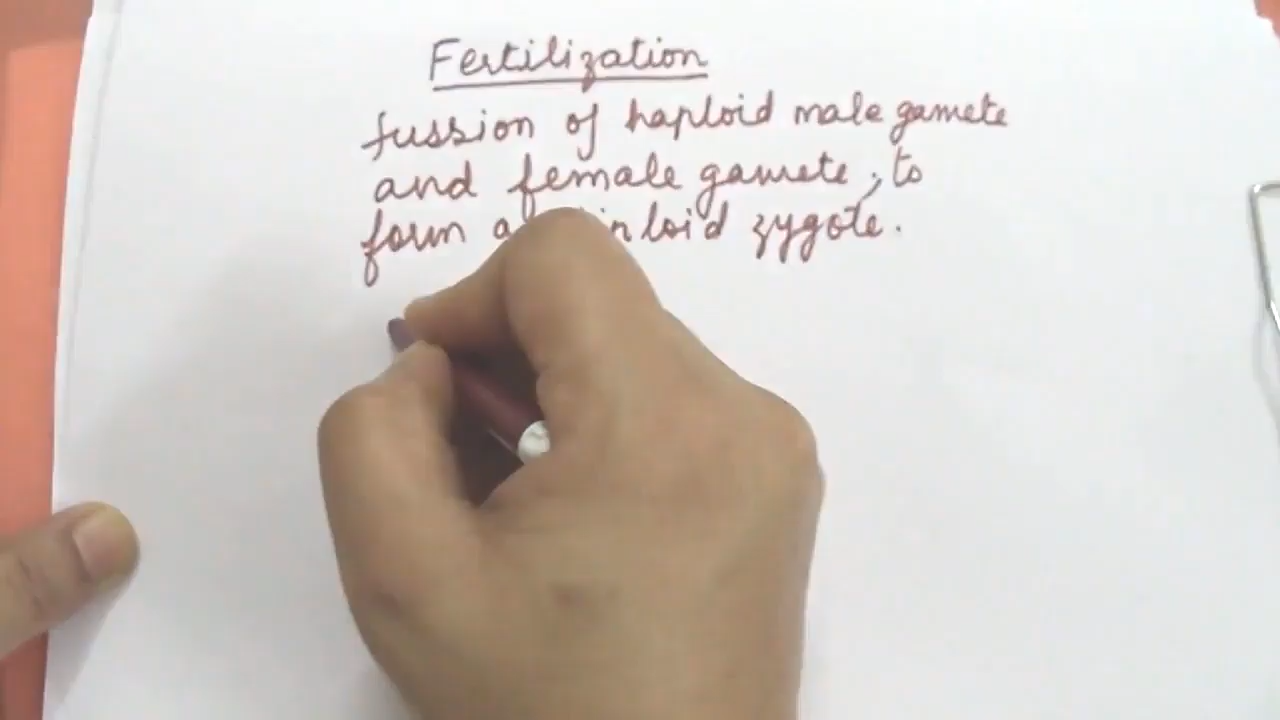 Fertilization
fussion of haploid male gamete
and female gamete, to
form a zygote.